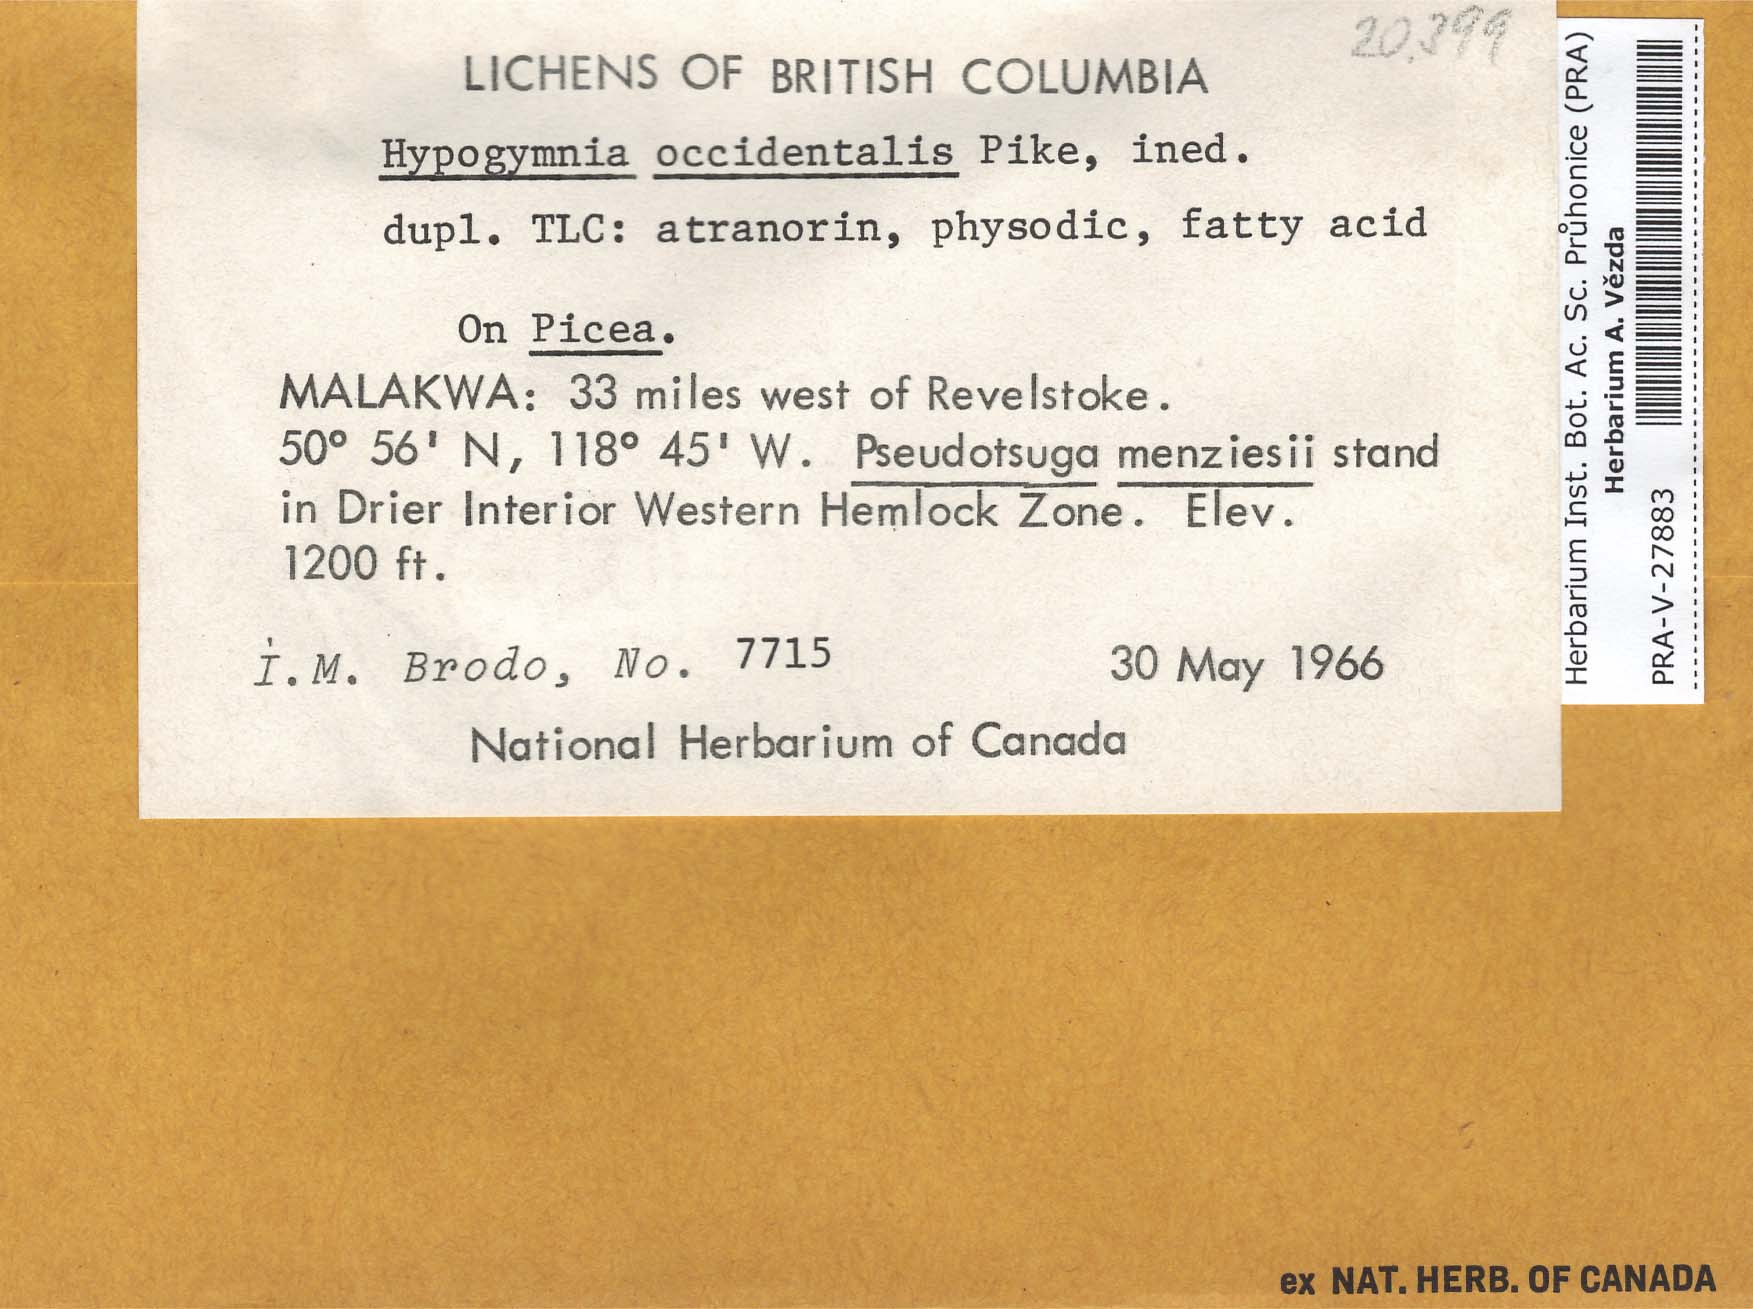 20.399
LICHENS OF BRITISH COLUMBIA
Hypogymnia occidentalis Pike, ined.
dupl. TLC: atranorin, physodic, fatty acid
On Picea.
MALAKWA: 33 miles west of Revelstoke.
50° 56' N, 118° 45' W. Pseudotsuga menziesii stand
in Drier Interior Western Hemlock Zone. Elev.
1200 ft.
I.M. Brodo, No. 7715 30 May 1966
National Herbarium of Canada
Herbarium Inst. Bot. Ac. Sc. Průhonice (PRA)
Herbarium A. Vězda
PRA-V-27883
ex NAT. HERB. OF CANADA